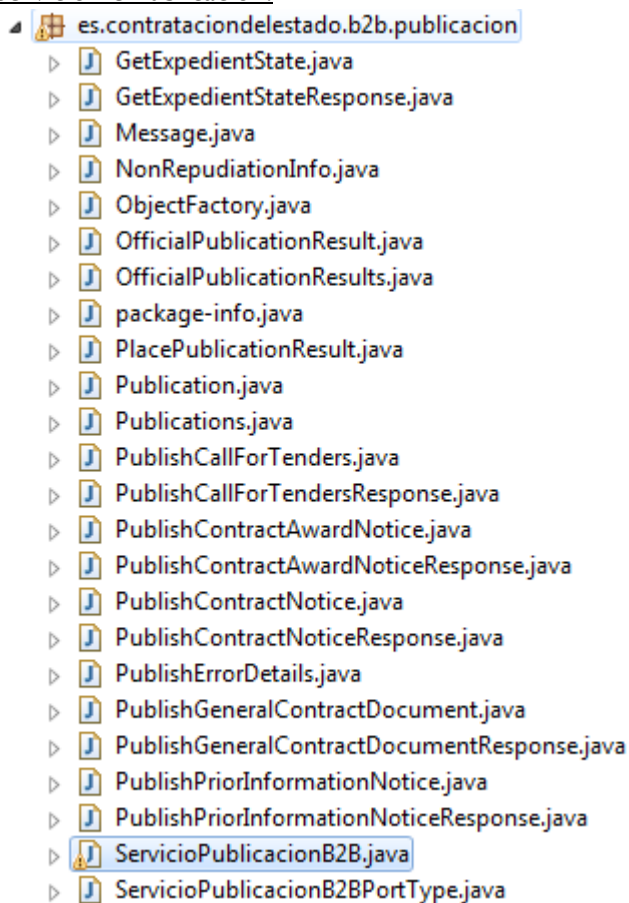 es.contrataciondelestado.b2b.publicacion
GetExpedientState.java
GetExpedientStateResponse.java
Message.java
NonRepudiationInfo.java
ObjectFactory.java
OfficialPublicationResult.java
OfficialPublicationResults.java
package-info.java
PlacePublicationResult.java
Publication.java
Publications.java
PublishCallForTenders.java
PublishCallForTendersResponse.java
PublishContractAwardNotice.java
PublishContractAwardNoticeResponse.java
PublishContractNotice.java
PublishContractNoticeResponse.java
PublishErrorDetails.java
PublishGeneralContractDocument.java
PublishGeneralContractDocumentResponse.java
PublishPriorInformationNotice.java
PublishPriorInformationNoticeResponse.java
ServicioPublicacionB2B.java
ServicioPublicacionB2BPortType.java